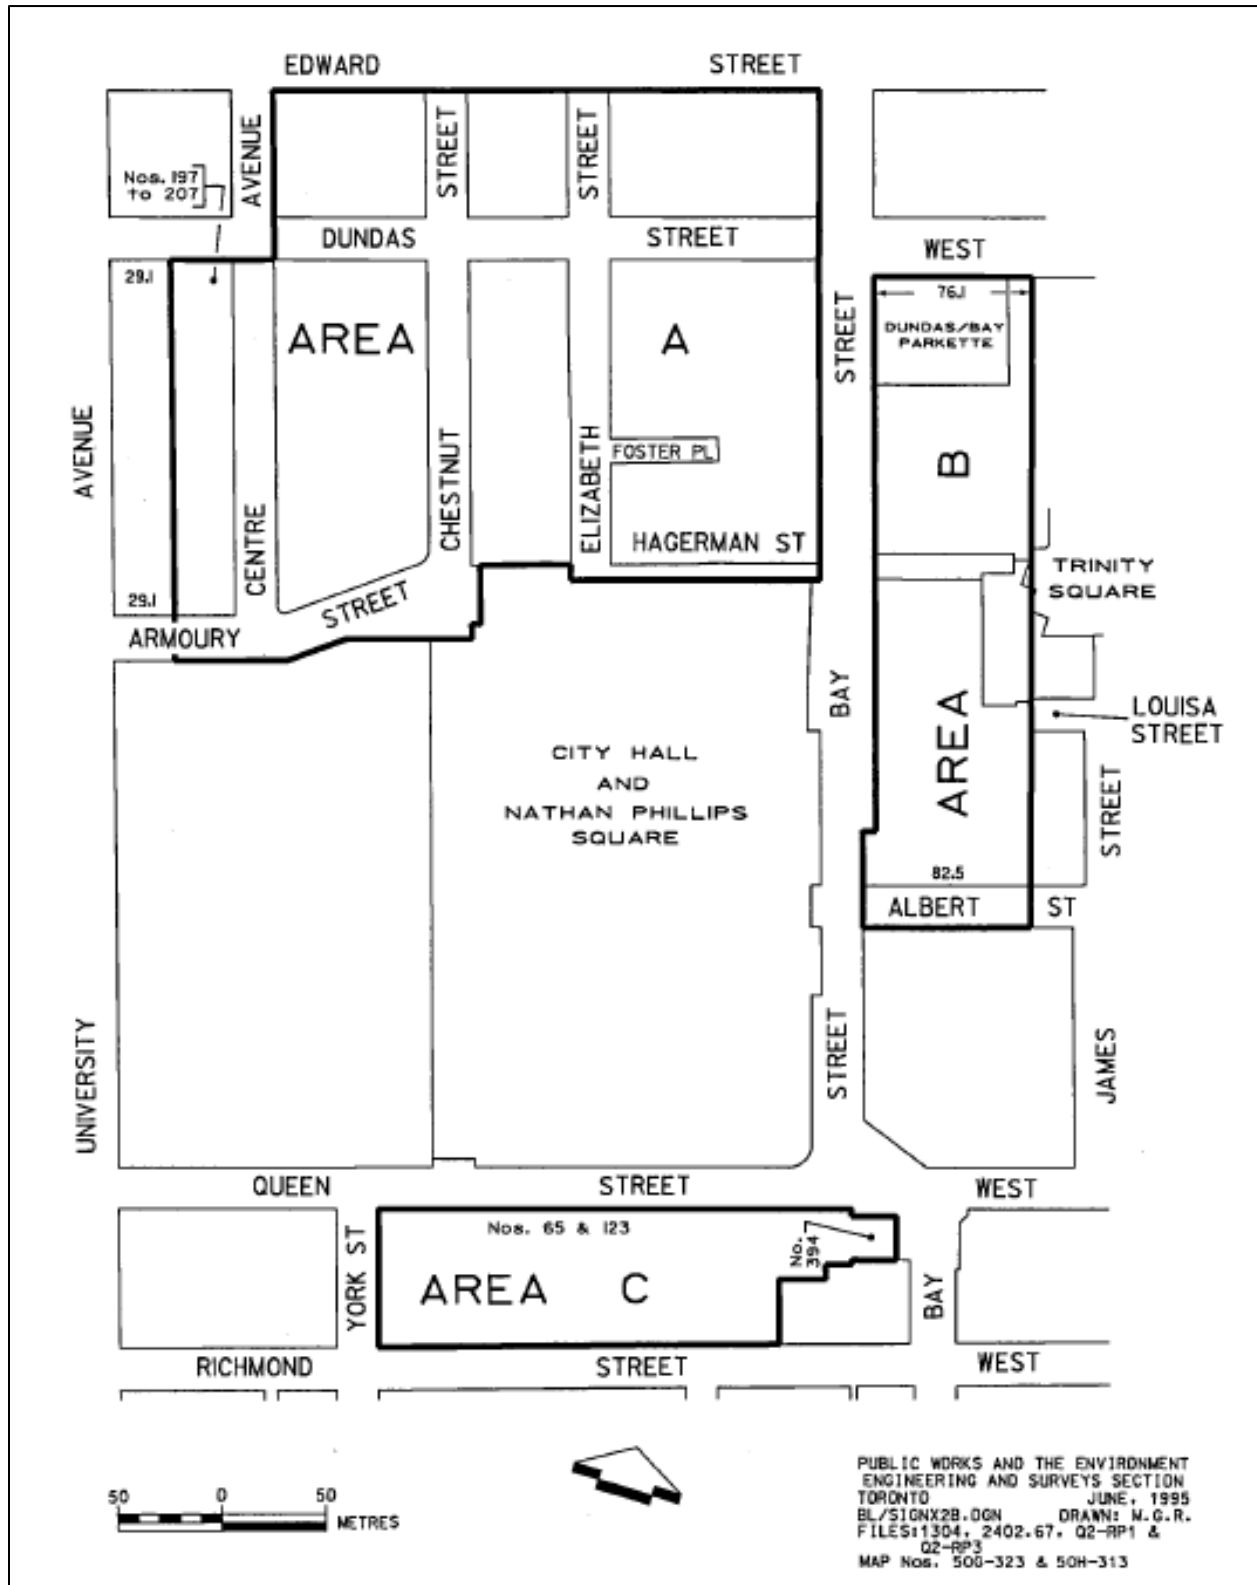 EDWARD STREET
AVENUE
STREET
STREET
Nos. 197
to 207
DUNDAS STREET WEST
29.1
76.1
DUNDAS/BAY
PARKETTE
AREA A
STREET
AVENUE
CHESTNUT
ELIZABETH
FOSTER PL
B
CENTRE
HAGERMAN ST
TRINITY
SQUARE
29.1
STREET
ARMOURY
BAY
AREA
LOUISA
STREET
CITY HALL
AND
NATHAN PHILLIPS
SQUARE
STREET
82.5
ALBERT ST
UNIVERSITY
STREET
JAMES
QUEEN STREET WEST
YORK ST
Nos. 65 & 123
No.
394
AREA C
BAY
RICHMOND STREET WEST
50 0 50
METRES
PUBLIC WORKS AND THE ENVIRONMENT
ENGINEERING AND SURVEYS SECTION
TORONTO JUNE, 1995
BL/SIGNX2B.DGN DRAWN: M.G.R.
FILES:1304, 2402.67, Q2-RP1 &
Q2-RP3
MAP Nos. 50G-323 & 50H-313